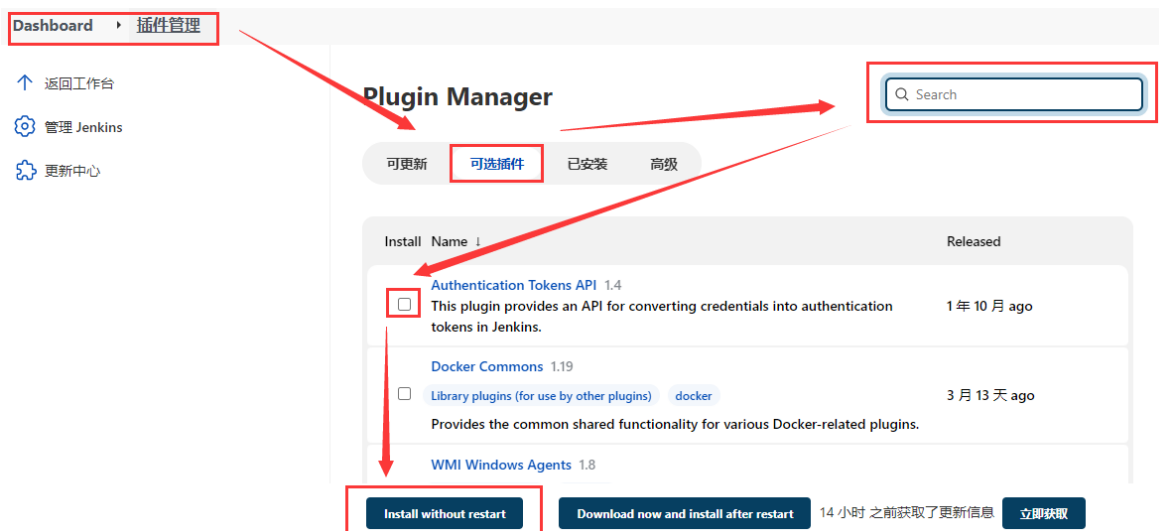 Dashboard 插件管理
返回工作台
管理 Jenkins
更新中心
Plugin Manager
Search
可更新 可选插件 已安装 高级
Install Name ↓ Released
Authentication Tokens API 1.4
This plugin provides an API for converting credentials into authentication
tokens in Jenkins.
1 年 10 月 ago
Docker Commons 1.19
Library plugins (for use by other plugins) docker
3 月 13 天 ago
Provides the common shared functionality for various Docker-related plugins.
WMI Windows Agents 1.8
Install without restart Download now and install after restart 14 小时 之前获取了更新信息 立即获取